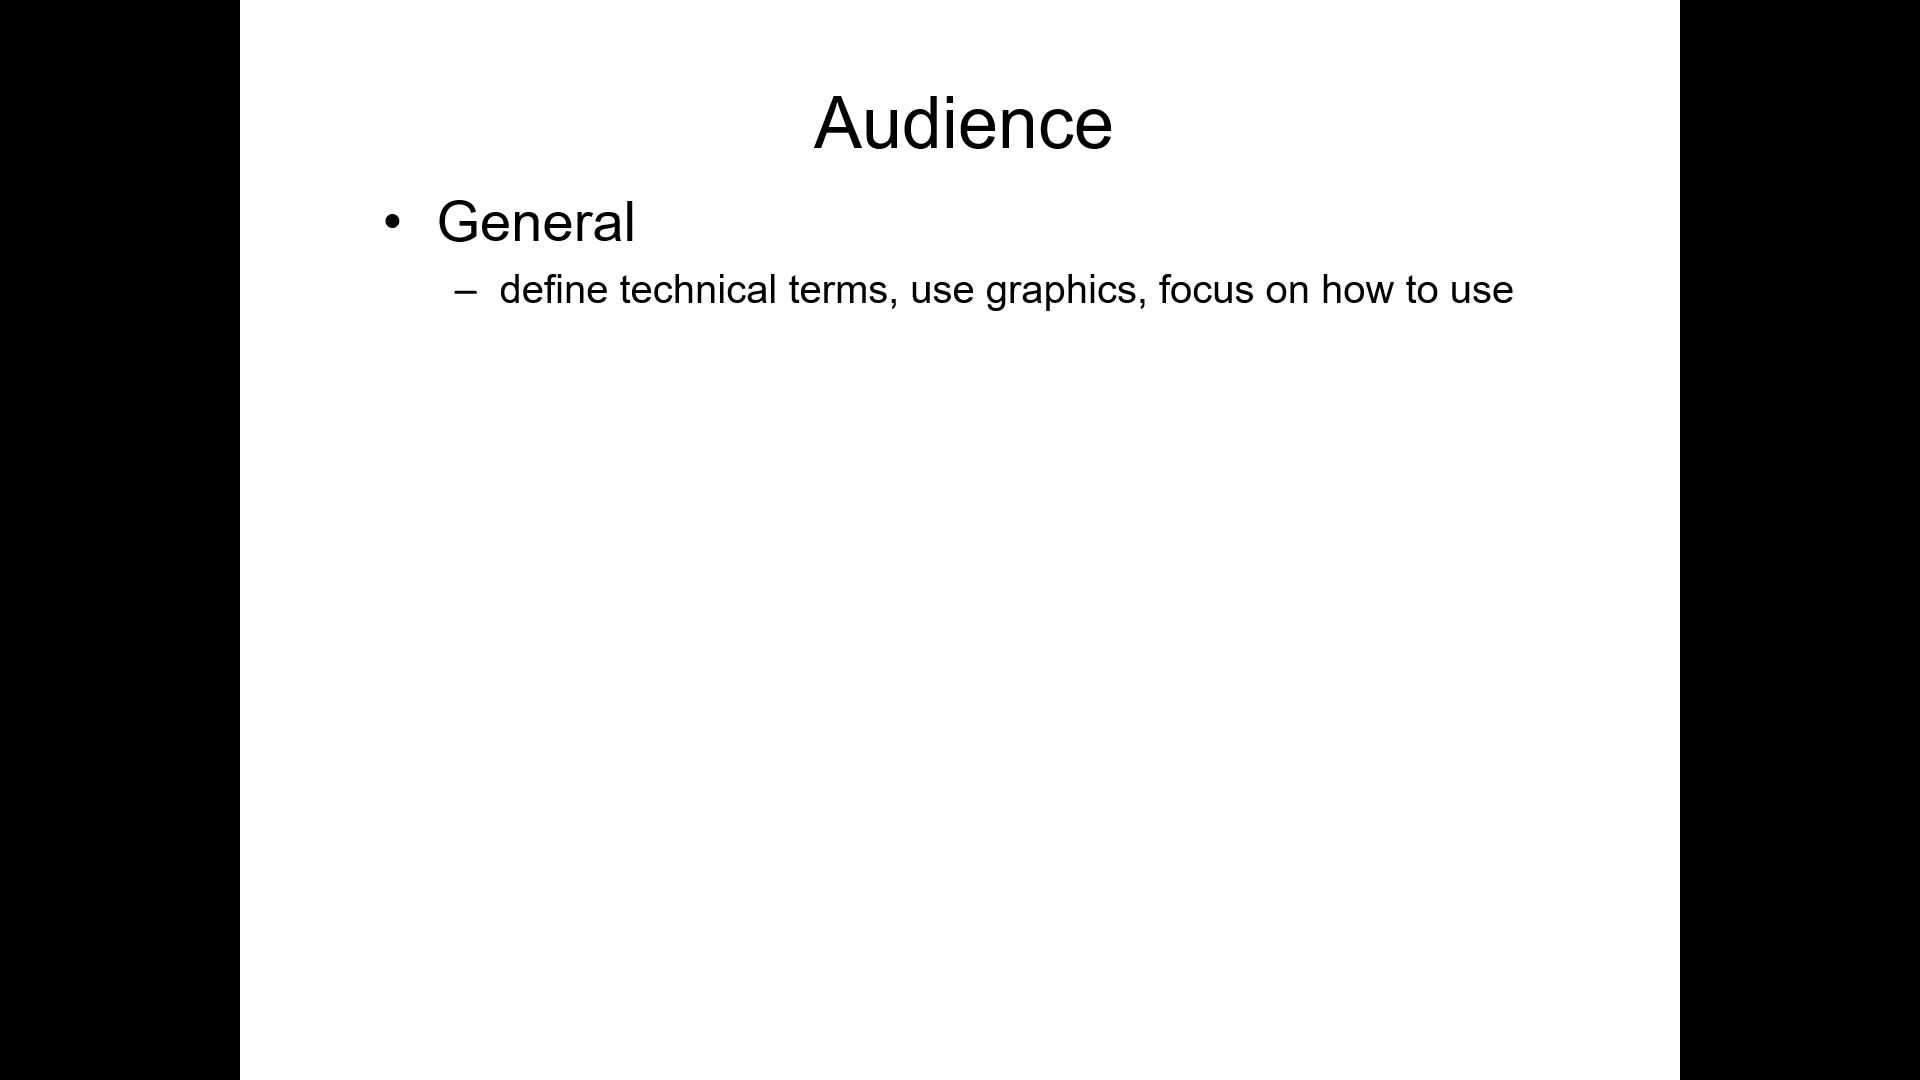 Audience
• General
– define technical terms, use graphics, focus on how to use